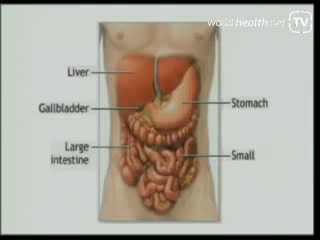 worldhealth.net
TV
Liver
Gallbladder
Stomach
Large
intestine
Small